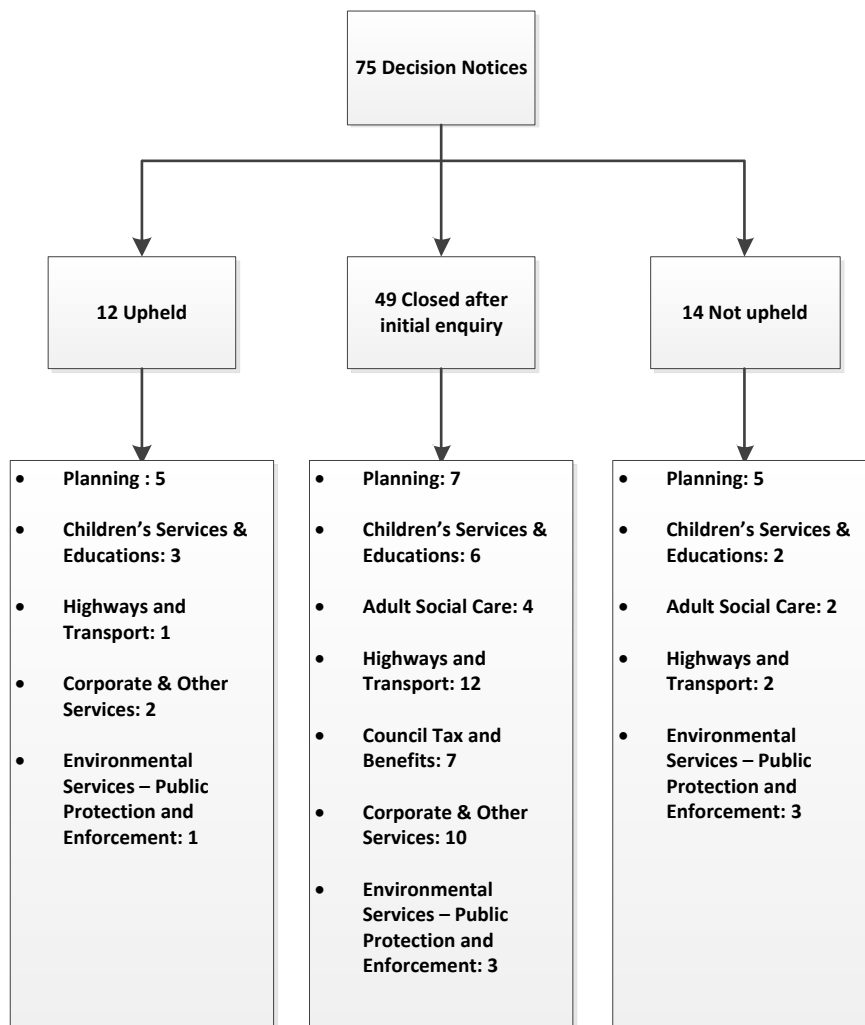 75 Decision Notices
12 Upheld
49 Closed after
initial enquiry
14 Not upheld
• Planning : 5
• Children’s Services &
Educations: 3
• Highways and
Transport: 1
• Corporate & Other
Services: 2
• Environmental
Services – Public
Protection and
Enforcement: 1
• Planning: 7
• Children’s Services &
Educations: 6
• Adult Social Care: 4
• Highways and
Transport: 12
• Council Tax and
Benefits: 7
• Corporate & Other
Services: 10
• Environmental
Services – Public
Protection and
Enforcement: 3
• Planning: 5
• Children’s Services &
Educations: 2
• Adult Social Care: 2
• Highways and
Transport: 2
• Environmental
Services – Public
Protection and
Enforcement: 3